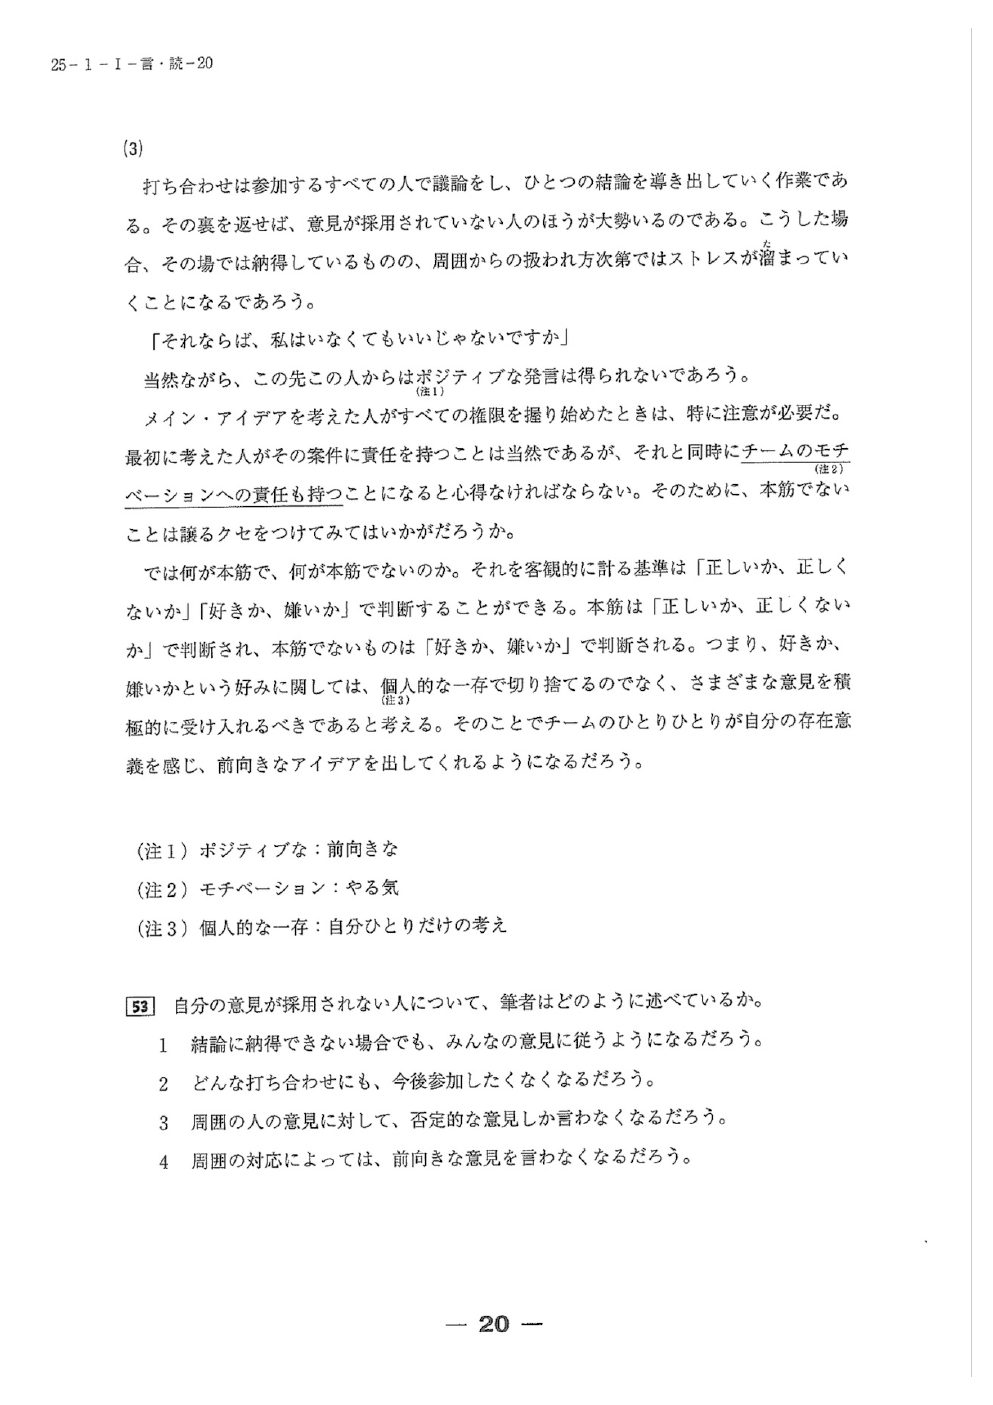 25-1-I-言・読-20
(3)
打ち合わせは参加するすべての人で議論をし、ひとつの結論を導き出していく作業であ
る。その裏を返せば、意見が採用されていない人のほうが大勢いるのである。こうした場
た
合、その場では納得しているものの、周囲からの扱われ方次第ではストレスが溜まってい
くことになるであろう。
「それならば、私はいなくてもいいじゃないですか」
当然ながら、この先この人からはポジティブな発言は得られないであろう。
(注1)
メイン・アイデアを考えた人がすべての権限を握り始めたときは、特に注意が必要だ。
最初に考えた人がその案件に責任を持つことは当然であるが、それと同時にチームのモチ
(注2)
ベーションへの責任も持つことになると心得なければならない。そのために、本筋でない
ことは譲るクセをつけてみてはいかがだろうか。
では何が本筋で、何が本筋でないのか。それを客観的に計る基準は「正しいか、正しく
ないか」「好きか、嫌いか」で判断することができる。本筋は「正しいか、正しくない
か」で判断され、本筋でないものは「好きか、嫌いか」で判断される。つまり、好きか、
嫌いかという好みに関しては、個人的な一存で切り捨てるのでなく、さまざまな意見を積
(注3)
極的に受け入れるべきであると考える。そのことでチームのひとりひとりが自分の存在意
義を感じ、前向きなアイデアを出してくれるようになるだろう。
(注1) ポジティブな：前向きな
(注2) モチベーション：やる気
(注3) 個人的な一存：自分ひとりだけの考え
53 自分の意見が採用されない人について、筆者はどのように述べているか。
1 結論に納得できない場合でも、みんなの意見に従うようになるだろう。
2 どんな打ち合わせにも、今後参加したくなくなるだろう。
3 周囲の人の意見に対して、否定的な意見しか言わなくなるだろう。
4 周囲の対応によっては、前向きな意見を言わなくなるだろう。
— 20 —